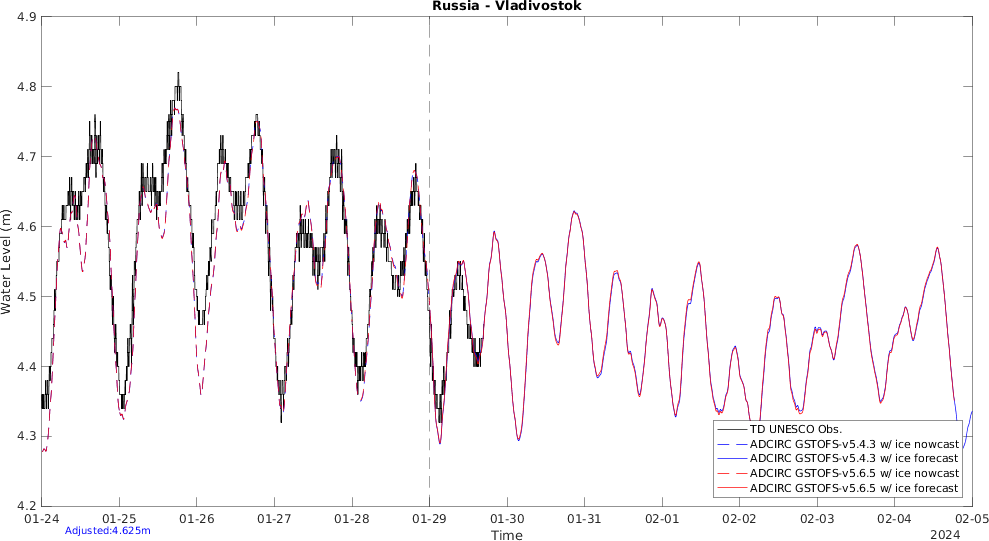 Russia - Vladivostok
4.9
4.8
4.7
4.6
4.5
4.4
4.3
4.2
Water Level (m)
TD UNESCO Obs.
ADCIRC GSTOFS-v5.4.3 w/ ice nowcast
ADCIRC GSTOFS-v5.4.3 w/ ice forecast
ADCIRC GSTOFS-v5.6.5 w/ ice nowcast
ADCIRC GSTOFS-v5.6.5 w/ ice forecast
01-24 01-25 01-26 01-27 01-28 01-29 01-30 01-31 02-01 02-02 02-03 02-04 02-05
Adjusted:4.625m
Time
2024